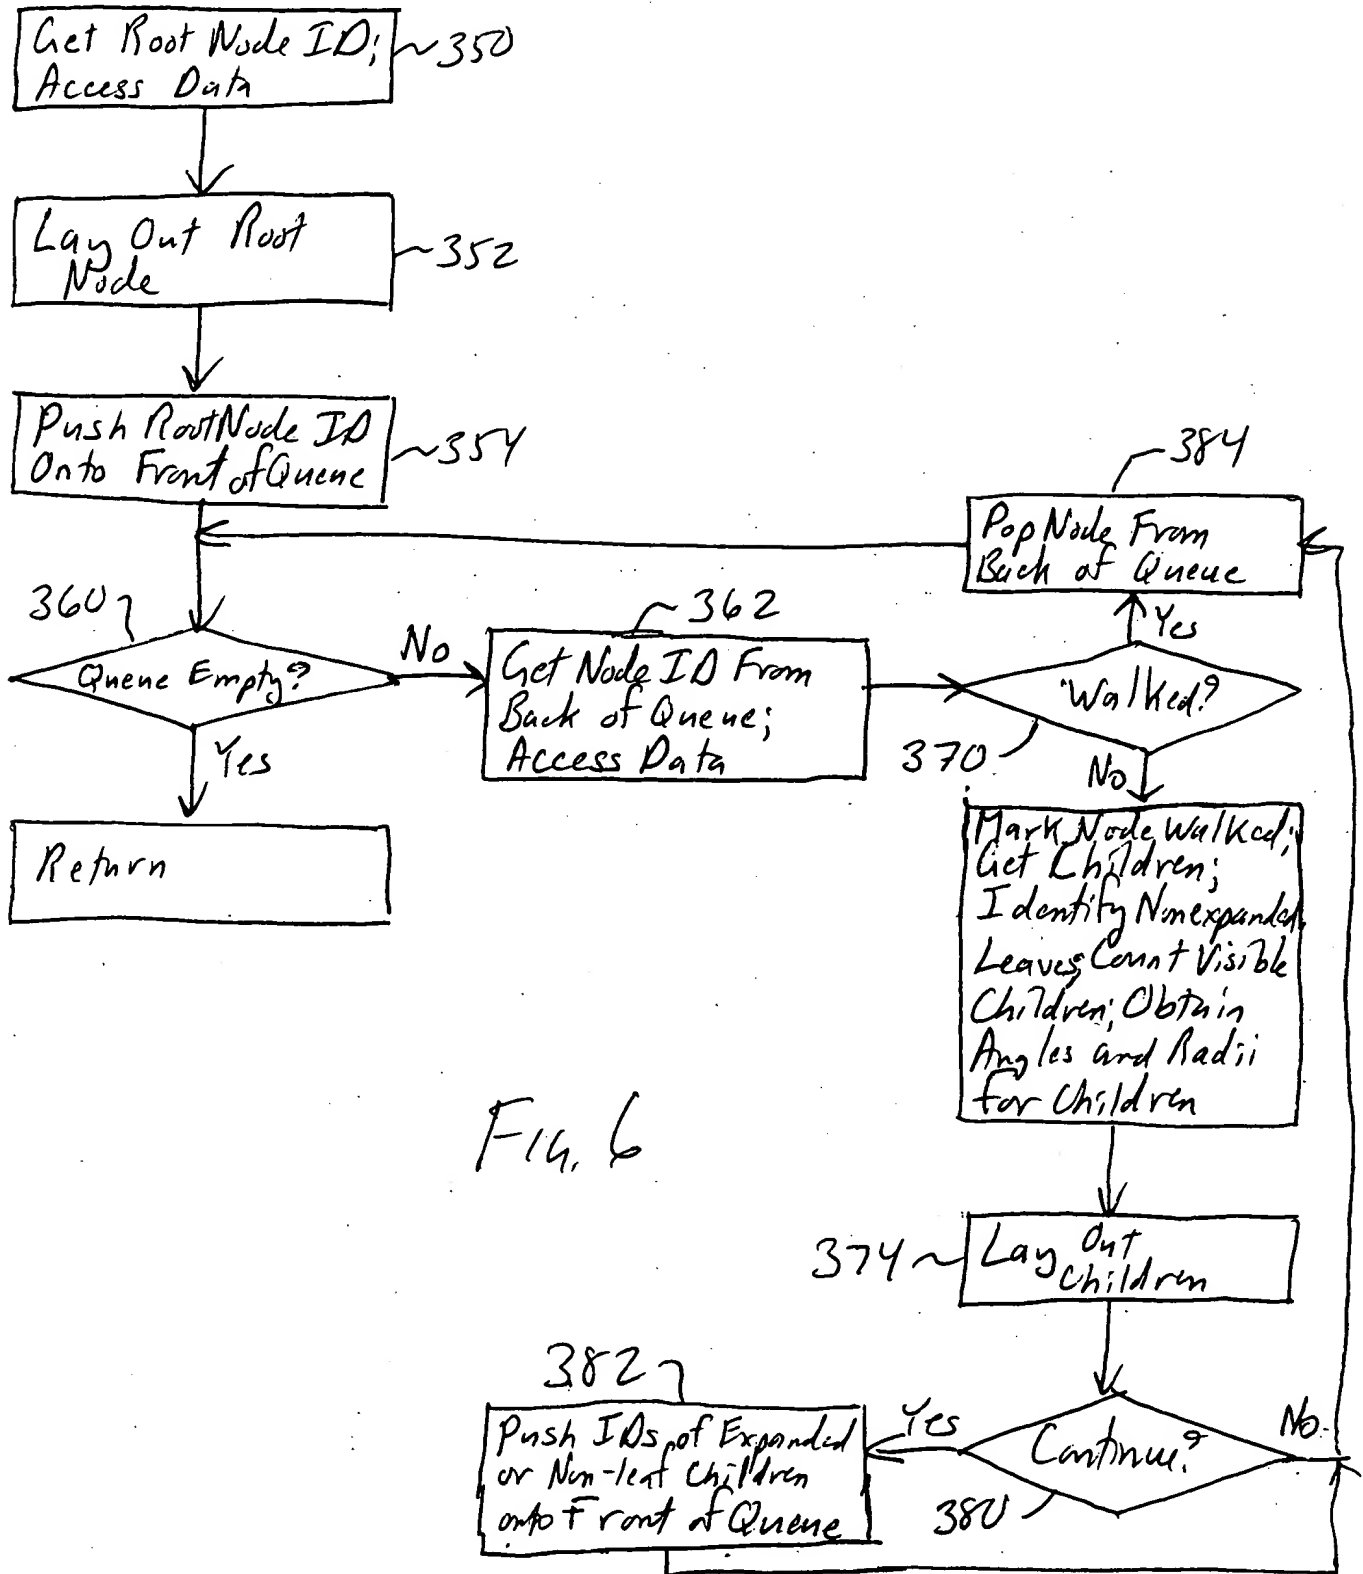 Get Root Node ID;
Access Data
~350
Lay Out Root
Node
~352
Push Root Node ID
Onto Front of Queue
~354
384
Pop Node From
Back of Queue
360
Queue Empty?
No
362
Get Node ID From
Back of Queue;
Access Data
Yes
Walked?
370
No
Yes
Return
Mark Node Walked;
Get Children;
Identify Nonexpanded
Leaves; Count Visible
Children; Obtain
Angles and Radii
for Children
Fig. 6
374~
Lay Out
Children
382
Push IDs of Expanded
or Non-leaf Children
onto Front of Queue
Yes
Continue?
No
380